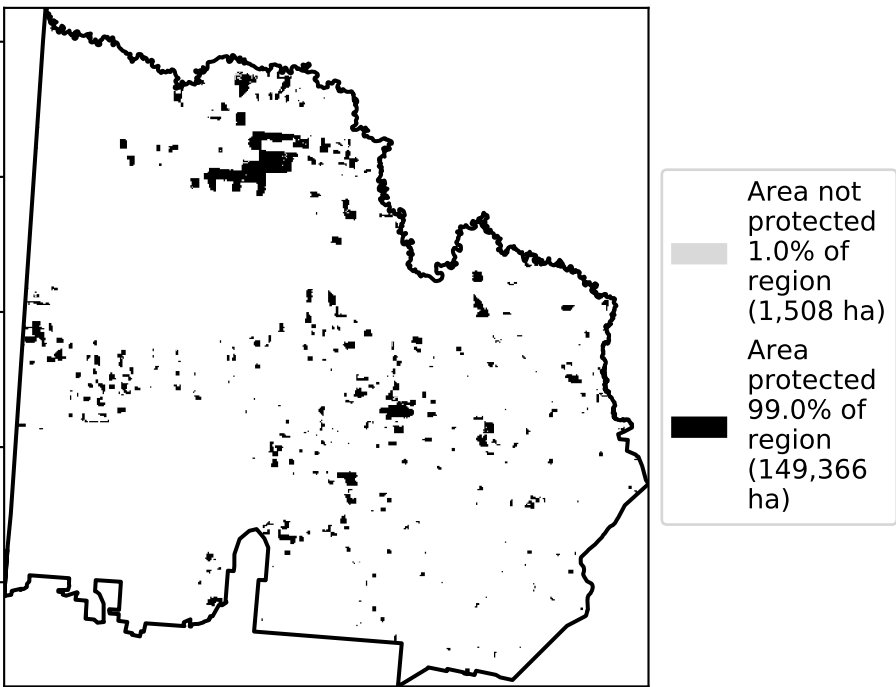 Area not
protected
1.0% of
region
(1,508 ha)
Area
protected
99.0% of
region
(149,366
ha)